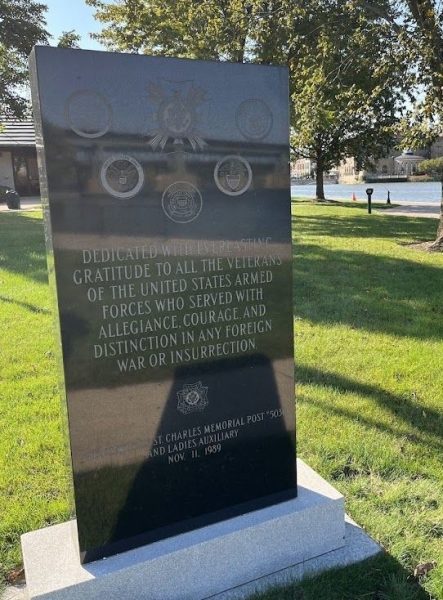 DEDICATED WITH EVERLASTING
GRATITUDE TO ALL THE VETERANS
OF THE UNITED STATES ARMED
FORCES WHO SERVED WITH
ALLEGIANCE, COURAGE, AND
DISTINCTION IN ANY FOREIGN
WAR OR INSURRECTION.
ST. CHARLES MEMORIAL POST "5036"
AND LADIES AUXILIARY
NOV. 11, 1989